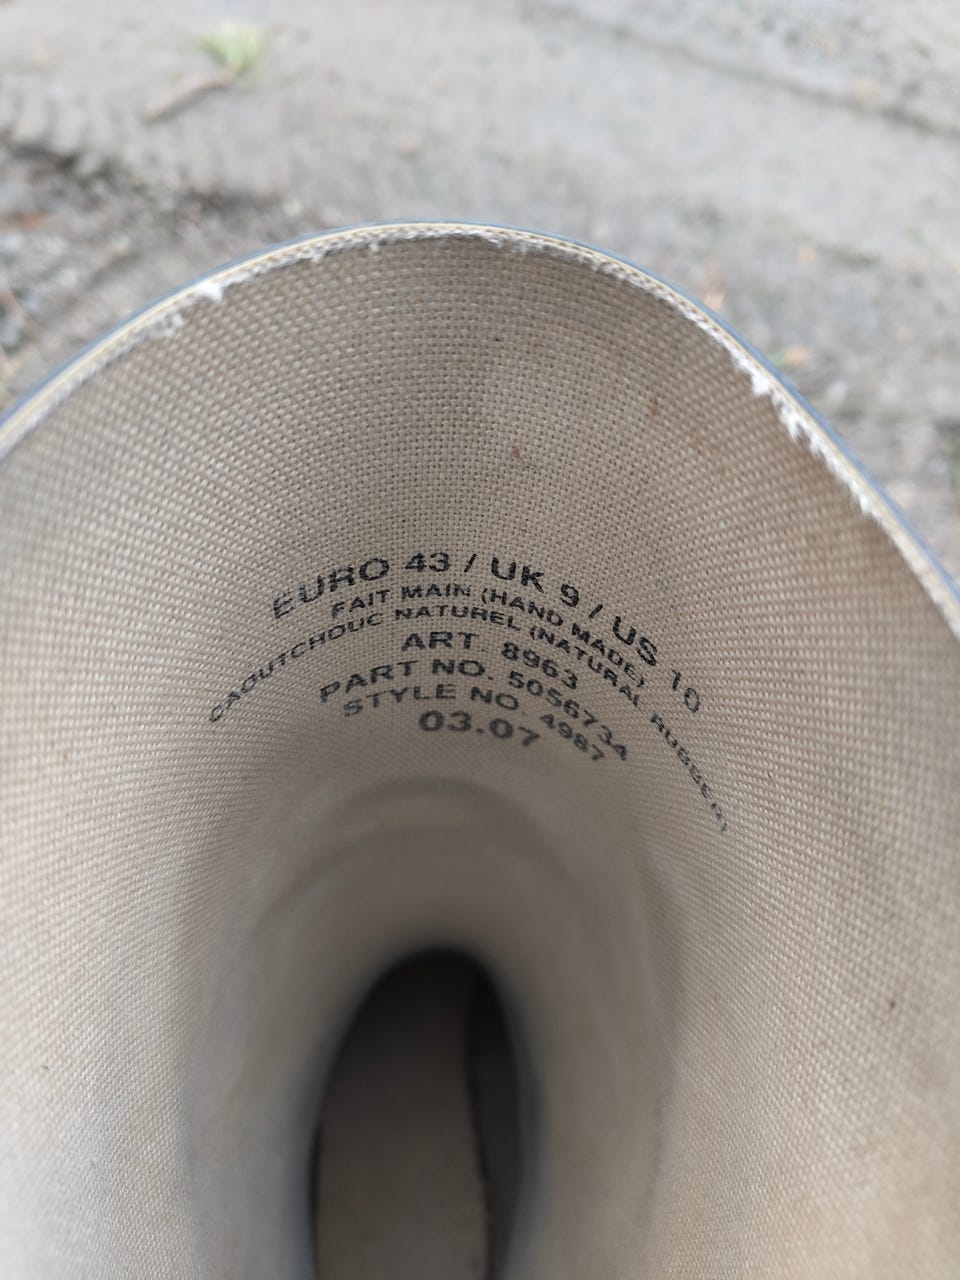 EURO 43 / UK 9 / US 10
FAIT MAIN (HAND MADE)
CAOUTCHOUC NATUREL (NATURAL RUBBER)
ART 8963
PART NO. 5056734
STYLE NO. 4987
03.07